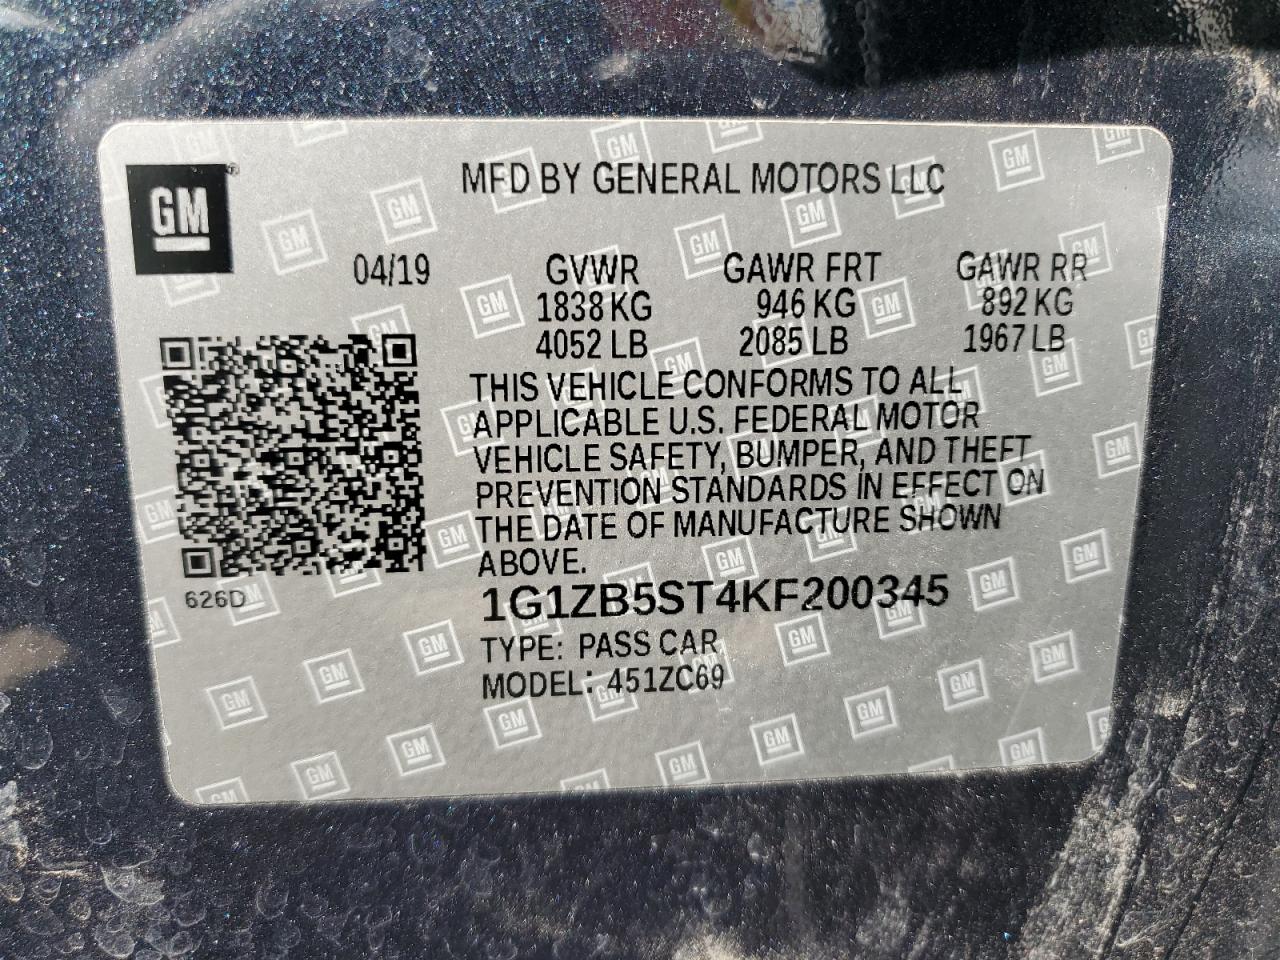 GM ®
MFD BY GENERAL MOTORS LLC
04/19 GVWR GAWR FRT GAWR RR
1838 KG 946 KG 892 KG
4052 LB 2085 LB 1967 LB
THIS VEHICLE CONFORMS TO ALL
APPLICABLE U.S. FEDERAL MOTOR
VEHICLE SAFETY, BUMPER, AND THEFT
PREVENTION STANDARDS IN EFFECT ON
THE DATE OF MANUFACTURE SHOWN
ABOVE.
626D
1G1ZB5ST4KF200345
TYPE: PASS CAR
MODEL: 451ZC69